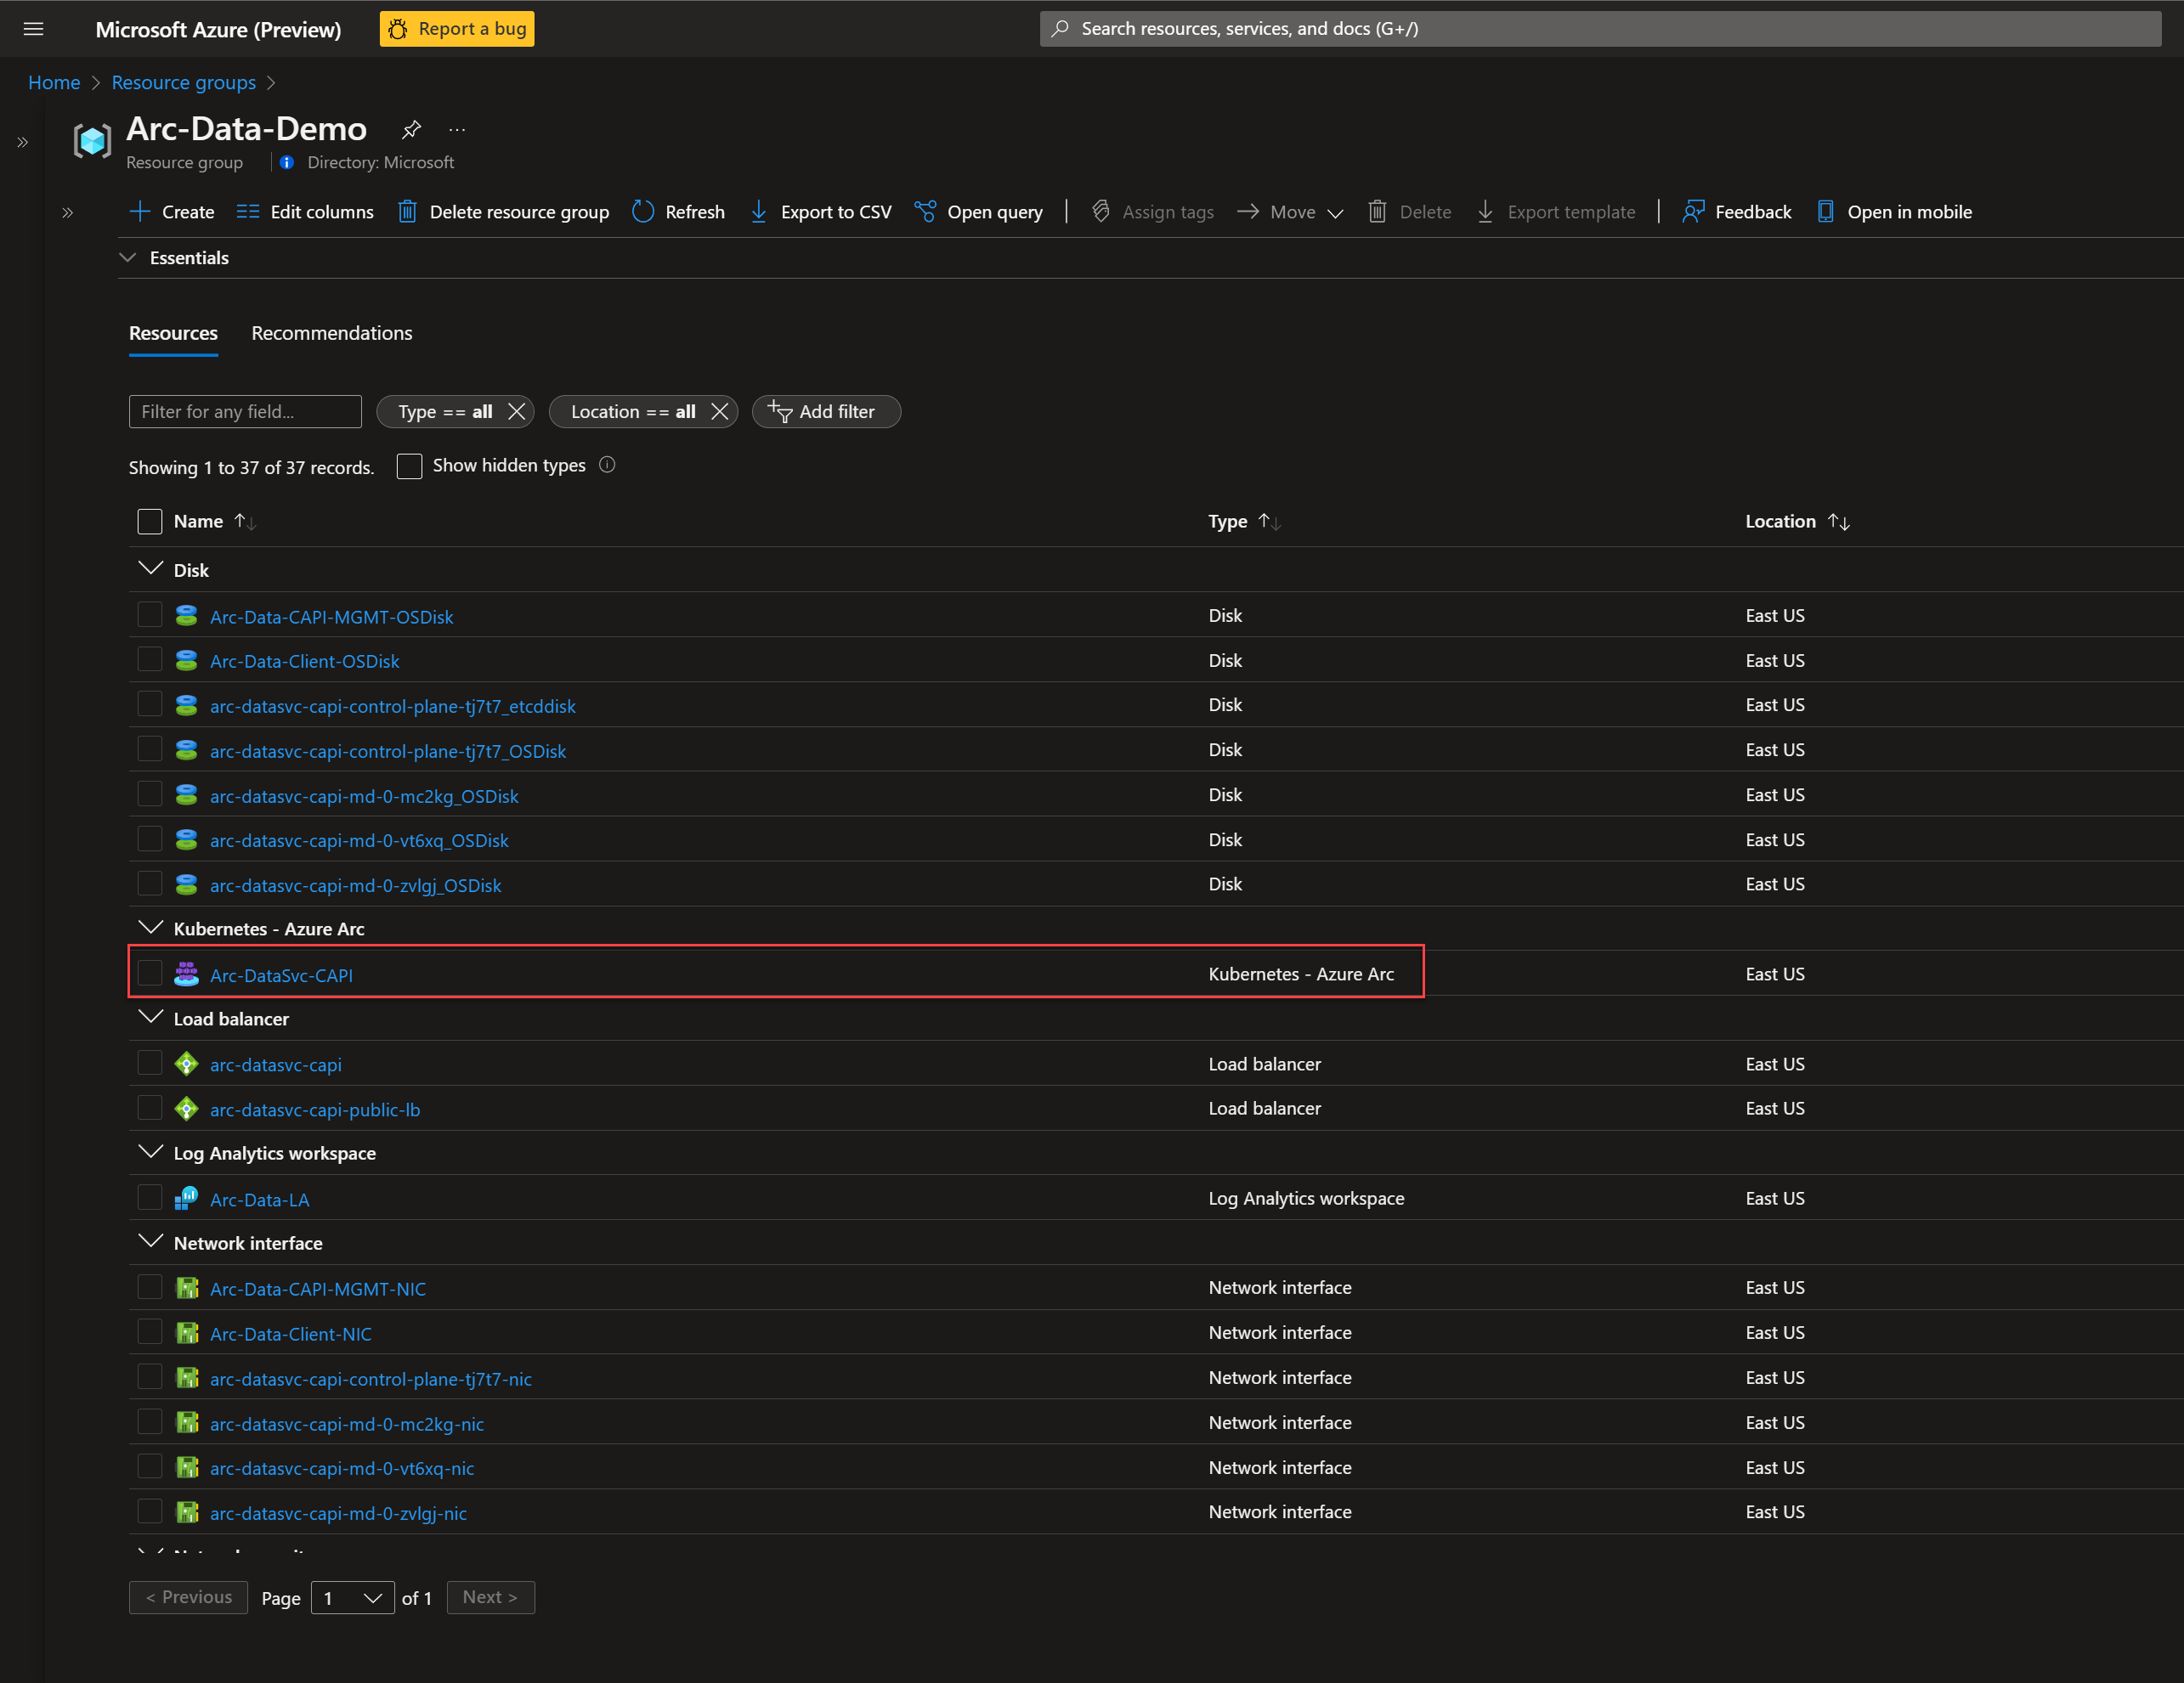 Microsoft Azure (Preview) Report a bug Search resources, services, and docs (G+/)
Home > Resource groups >
Arc-Data-Demo ...
Resource group Directory: Microsoft
Create Edit columns Delete resource group Refresh Export to CSV Open query Assign tags Move Delete Export template Feedback Open in mobile
Essentials
Resources Recommendations
Filter for any field... Type == all Location == all Add filter
Showing 1 to 37 of 37 records. Show hidden types
Name Type Location
Disk
Arc-Data-CAPI-MGMT-OSDisk Disk East US
Arc-Data-Client-OSDisk Disk East US
arc-datasvc-capi-control-plane-tj7t7_etcddisk Disk East US
arc-datasvc-capi-control-plane-tj7t7_OSDisk Disk East US
arc-datasvc-capi-md-0-mc2kg_OSDisk Disk East US
arc-datasvc-capi-md-0-vt6xq_OSDisk Disk East US
arc-datasvc-capi-md-0-zvlgj_OSDisk Disk East US
Kubernetes - Azure Arc
Arc-DataSvc-CAPI Kubernetes - Azure Arc East US
Load balancer
arc-datasvc-capi Load balancer East US
arc-datasvc-capi-public-lb Load balancer East US
Log Analytics workspace
Arc-Data-LA Log Analytics workspace East US
Network interface
Arc-Data-CAPI-MGMT-NIC Network interface East US
Arc-Data-Client-NIC Network interface East US
arc-datasvc-capi-control-plane-tj7t7-nic Network interface East US
arc-datasvc-capi-md-0-mc2kg-nic Network interface East US
arc-datasvc-capi-md-0-vt6xq-nic Network interface East US
arc-datasvc-capi-md-0-zvlgj-nic Network interface East US
< Previous Page 1 of 1 Next >